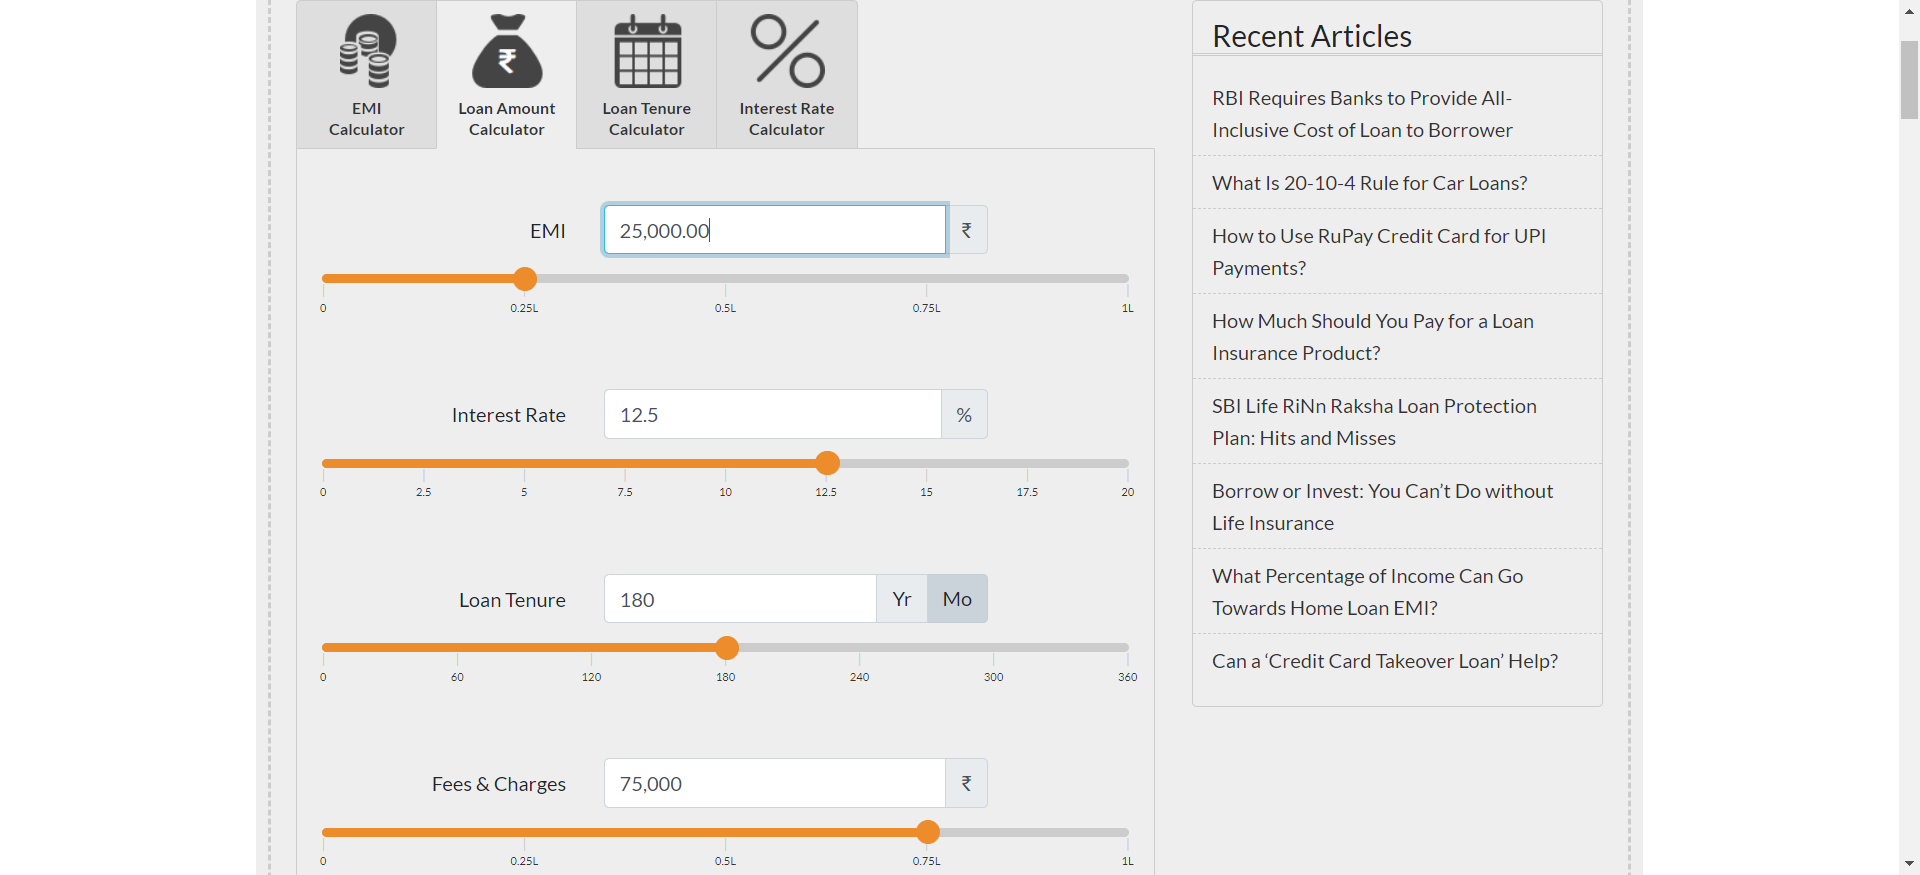 EMI
Calculator
Loan Amount
Calculator
Loan Tenure
Calculator
Interest Rate
Calculator
EMI
25,000.00
₹
0
0.25L
0.5L
0.75L
1L
Interest Rate
12.5
%
0
2.5
5
7.5
10
12.5
15
17.5
20
Loan Tenure
180
Yr
Mo
0
60
120
180
240
300
360
Fees & Charges
75,000
₹
0
0.25L
0.5L
0.75L
1L
Recent Articles
RBI Requires Banks to Provide All-
Inclusive Cost of Loan to Borrower
What Is 20-10-4 Rule for Car Loans?
How to Use RuPay Credit Card for UPI
Payments?
How Much Should You Pay for a Loan
Insurance Product?
SBI Life RiNn Raksha Loan Protection
Plan: Hits and Misses
Borrow or Invest: You Can’t Do without
Life Insurance
What Percentage of Income Can Go
Towards Home Loan EMI?
Can a ‘Credit Card Takeover Loan’ Help?